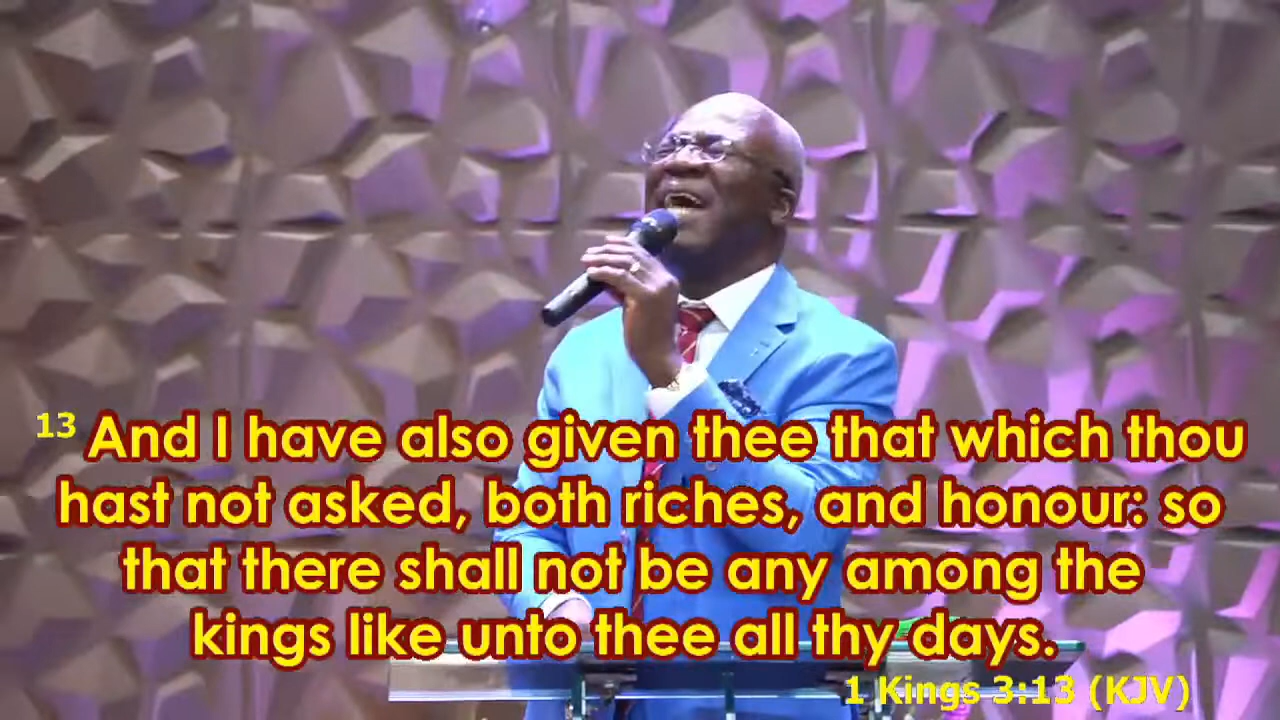 13 And I have also given thee that which thou
hast not asked, both riches, and honour: so
that there shall not be any among the
kings like unto thee all thy days.
1 Kings 3:13 (KJV)